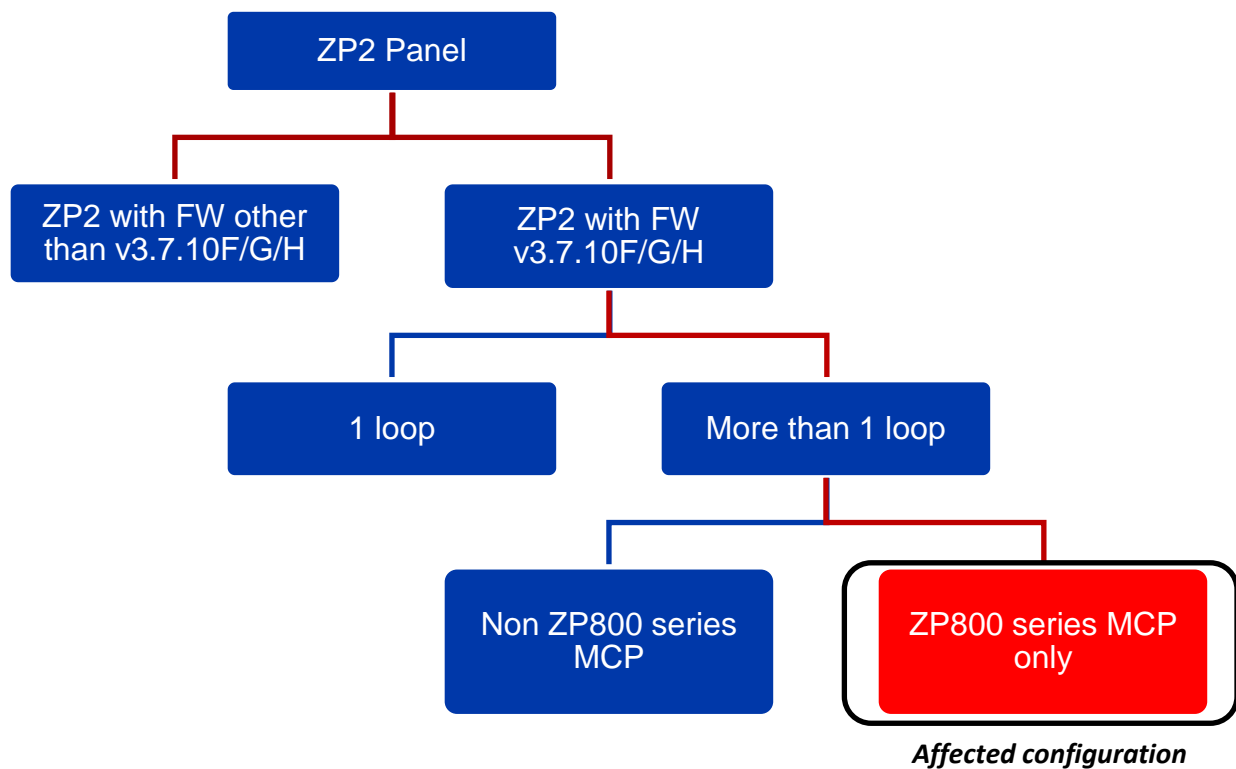 ZP2 Panel
ZP2 with FW other
than v3.7.10F/G/H
ZP2 with FW
v3.7.10F/G/H
1 loop
More than 1 loop
Non ZP800 series
MCP
ZP800 series MCP
only
Affected configuration